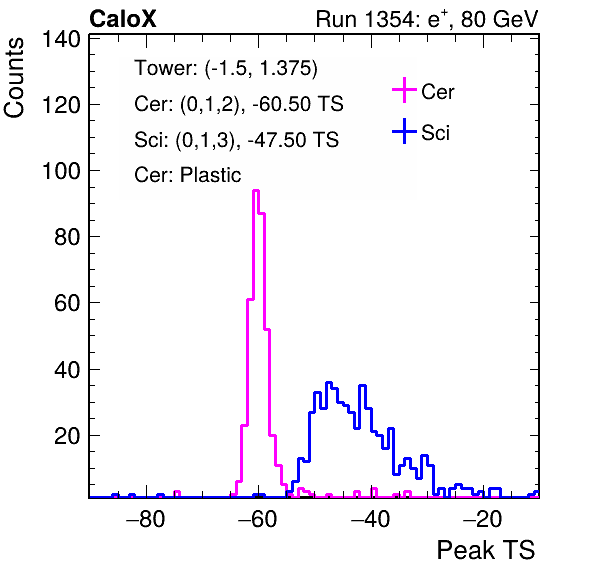 CaloX
Run 1354: e+, 80 GeV
Counts
140
120
100
80
60
40
20
Tower: (-1.5, 1.375)
Cer: (0,1,2), -60.50 TS
Sci: (0,1,3), -47.50 TS
Cer: Plastic
Cer
Sci
−80
−60
−40
−20
Peak TS